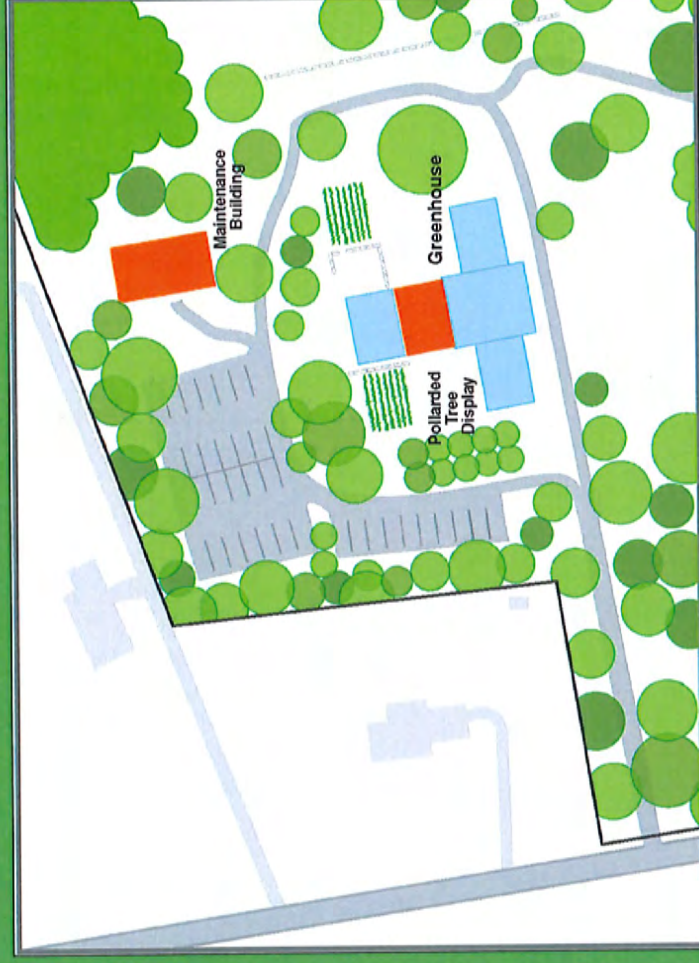 Maintenance
Building
Greenhouse
Pollarded
Tree
Display